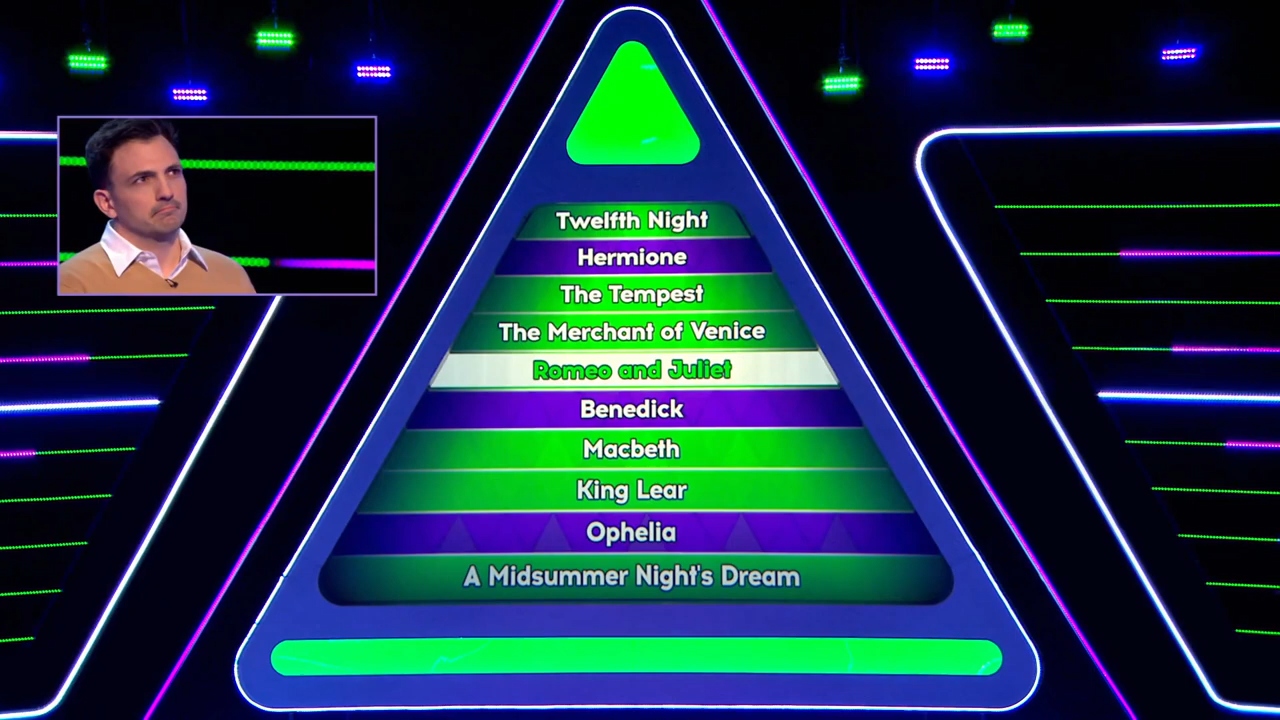 Twelfth Night
Hermione
The Tempest
The Merchant of Venice
Romeo and Juliet
Benedick
Macbeth
King Lear
Ophelia
A Midsummer Night's Dream